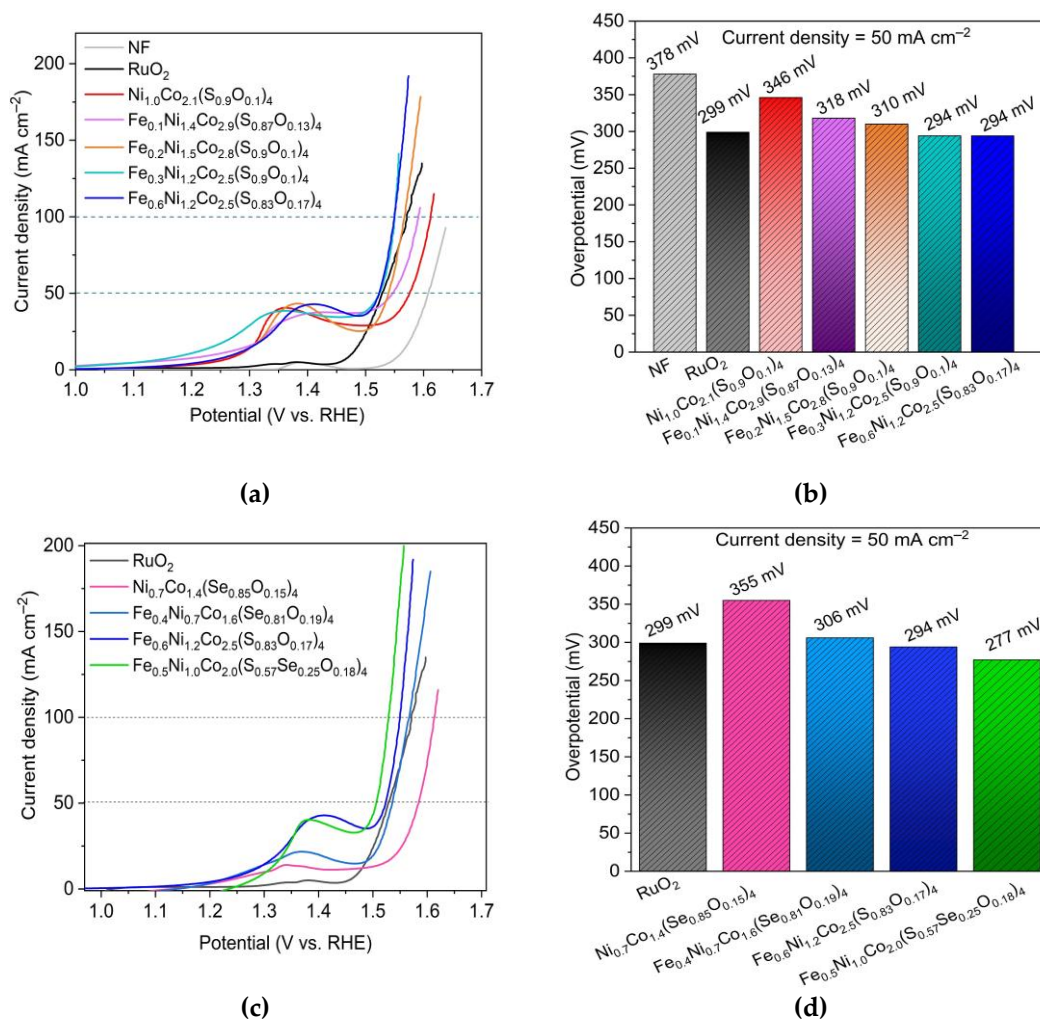 NF
RuO₂
Ni₁.₀Co₂.₁(S₀.₉O₀.₁)₄
Fe₀.₁Ni₁.₄Co₂.₉(S₀.₈₇O₀.₁₃)₄
Fe₀.₂Ni₁.₅Co₂.₈(S₀.₉O₀.₁)₄
Fe₀.₃Ni₁.₂Co₂.₅(S₀.₉O₀.₁)₄
Fe₀.₆Ni₁.₂Co₂.₅(S₀.₈₃O₀.₁₇)₄
Current density (mA cm⁻²)
200
150
100
50
0
1.0 1.1 1.2 1.3 1.4 1.5 1.6 1.7
Potential (V vs. RHE)
(a)
Current density = 50 mA cm⁻²
Overpotential (mV)
450
400
350
300
250
200
150
100
50
0
378 mV
299 mV
346 mV
318 mV
310 mV
294 mV
294 mV
NF
RuO₂
Ni₁.₀Co₂.₁(S₀.₉O₀.₁)₄
Fe₀.₁Ni₁.₄Co₂.₉(S₀.₈₇O₀.₁₃)₄
Fe₀.₂Ni₁.₅Co₂.₈(S₀.₉O₀.₁)₄
Fe₀.₃Ni₁.₂Co₂.₅(S₀.₉O₀.₁)₄
Fe₀.₆Ni₁.₂Co₂.₅(S₀.₈₃O₀.₁₇)₄
(b)
RuO₂
Ni₀.₇Co₁.₄(Se₀.₈₅O₀.₁₅)₄
Fe₀.₄Ni₀.₇Co₁.₆(Se₀.₈₁O₀.₁₉)₄
Fe₀.₆Ni₁.₂Co₂.₅(S₀.₈₃O₀.₁₇)₄
Fe₀.₅Ni₁.₀Co₂.₀(S₀.₅₇Se₀.₂₅O₀.₁₈)₄
Current density (mA cm⁻²)
200
150
100
50
0
1.0 1.1 1.2 1.3 1.4 1.5 1.6 1.7
Potential (V vs. RHE)
(c)
Current density = 50 mA cm⁻²
Overpotential (mV)
450
400
350
300
250
200
150
100
50
0
299 mV
355 mV
306 mV
294 mV
277 mV
RuO₂
Ni₀.₇Co₁.₄(Se₀.₈₅O₀.₁₅)₄
Fe₀.₄Ni₀.₇Co₁.₆(Se₀.₈₁O₀.₁₉)₄
Fe₀.₆Ni₁.₂Co₂.₅(S₀.₈₃O₀.₁₇)₄
Fe₀.₅Ni₁.₀Co₂.₀(S₀.₅₇Se₀.₂₅O₀.₁₈)₄
(d)